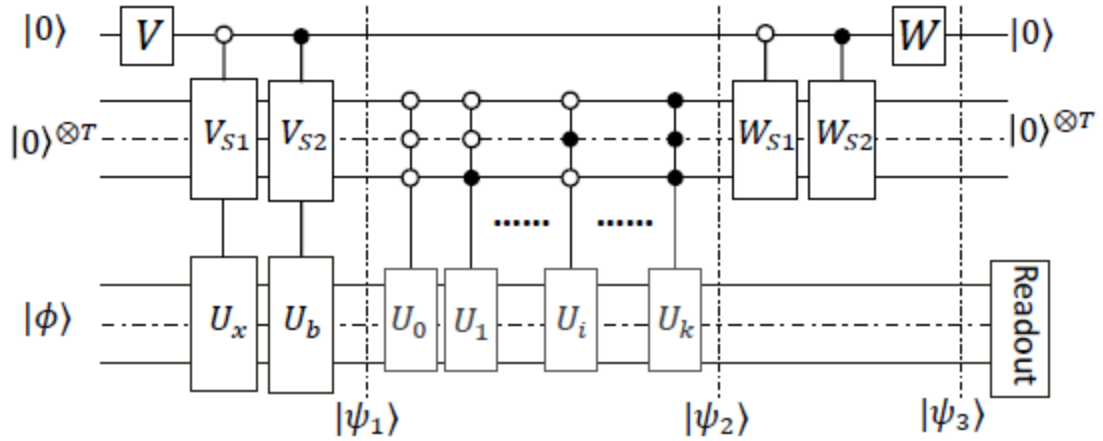 |0⟩ V W |0⟩
|0⟩^{⊗T} V_{S1} V_{S2} W_{S1} W_{S2} |0⟩^{⊗T}
...... ......
|ϕ⟩ U_x U_b U_0 U_1 U_i U_k Readout
|ψ_1⟩ |ψ_2⟩ |ψ_3⟩